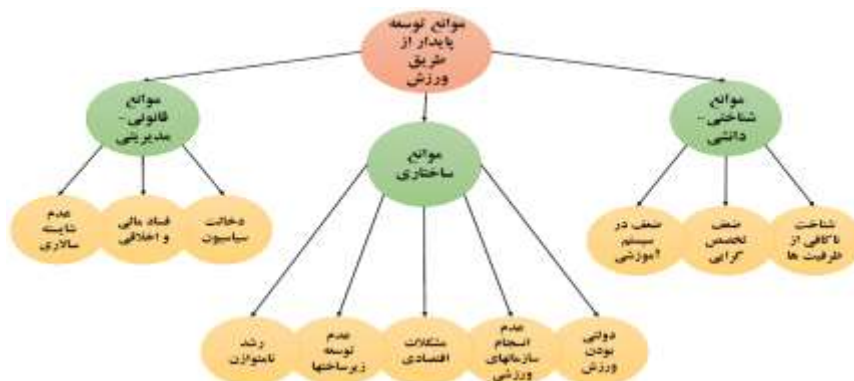 موانع توسعه
پایدار از
طریق
ورزش
موانع
شناختی-
دانشی
موانع
ساختاری
موانع
قانونی-
مدیریتی
شناخت
ناکافی از
ظرفیت ها
ضعف
تخصص
گرایی
ضعف در
سیستم
آموزشی
دولتی
بودن
ورزش
عدم
انسجام
سازمانهای
ورزشی
مشکلات
اقتصادی
عدم
توسعه
زیرساختها
رشد
نامتوازن
دخالت
سیاسیون
فساد مالی
و اخلاقی
عدم
شایسته
سالاری